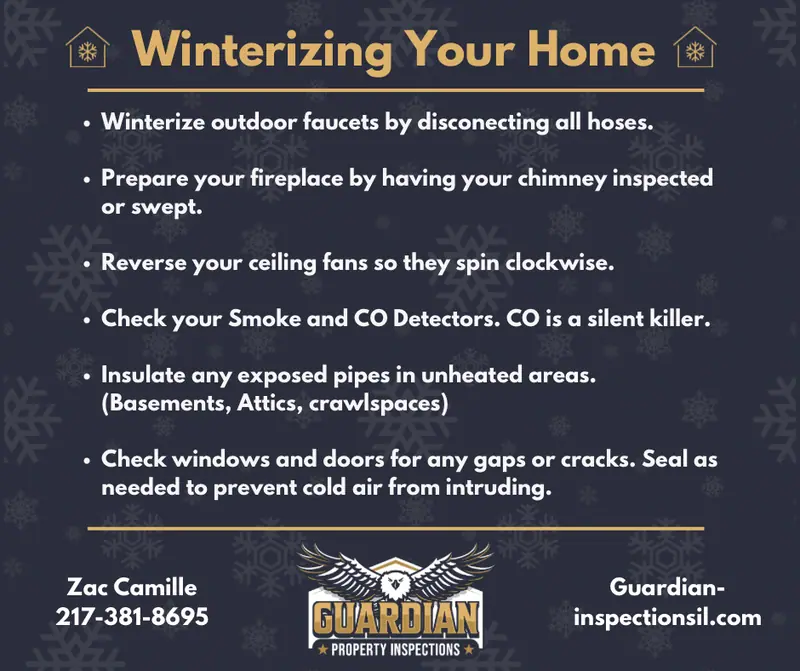 Winterizing Your Home
• Winterize outdoor faucets by disconecting all hoses.
• Prepare your fireplace by having your chimney inspected
or swept.
• Reverse your ceiling fans so they spin clockwise.
• Check your Smoke and CO Detectors. CO is a silent killer.
• Insulate any exposed pipes in unheated areas.
(Basements, Attics, crawlspaces)
• Check windows and doors for any gaps or cracks. Seal as
needed to prevent cold air from intruding.
Zac Camille
217-381-8695
GUARDIAN
PROPERTY INSPECTIONS
Guardian-
inspectionsil.com